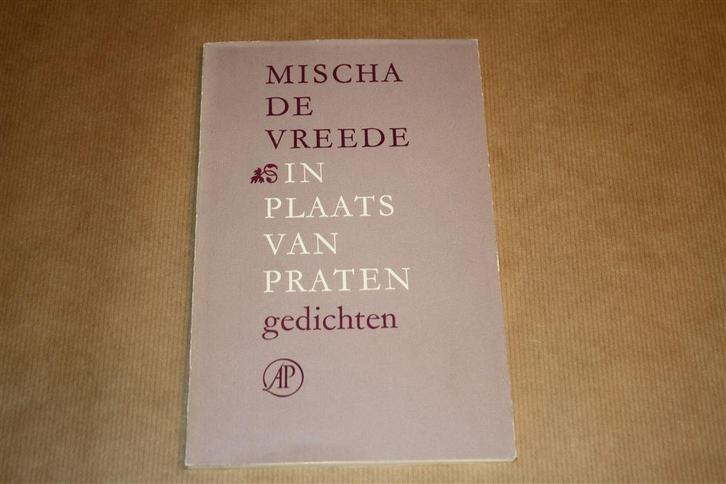 MISCHA
DE
VREEDE
IN
PLAATS
VAN
PRATEN
gedichten
AP